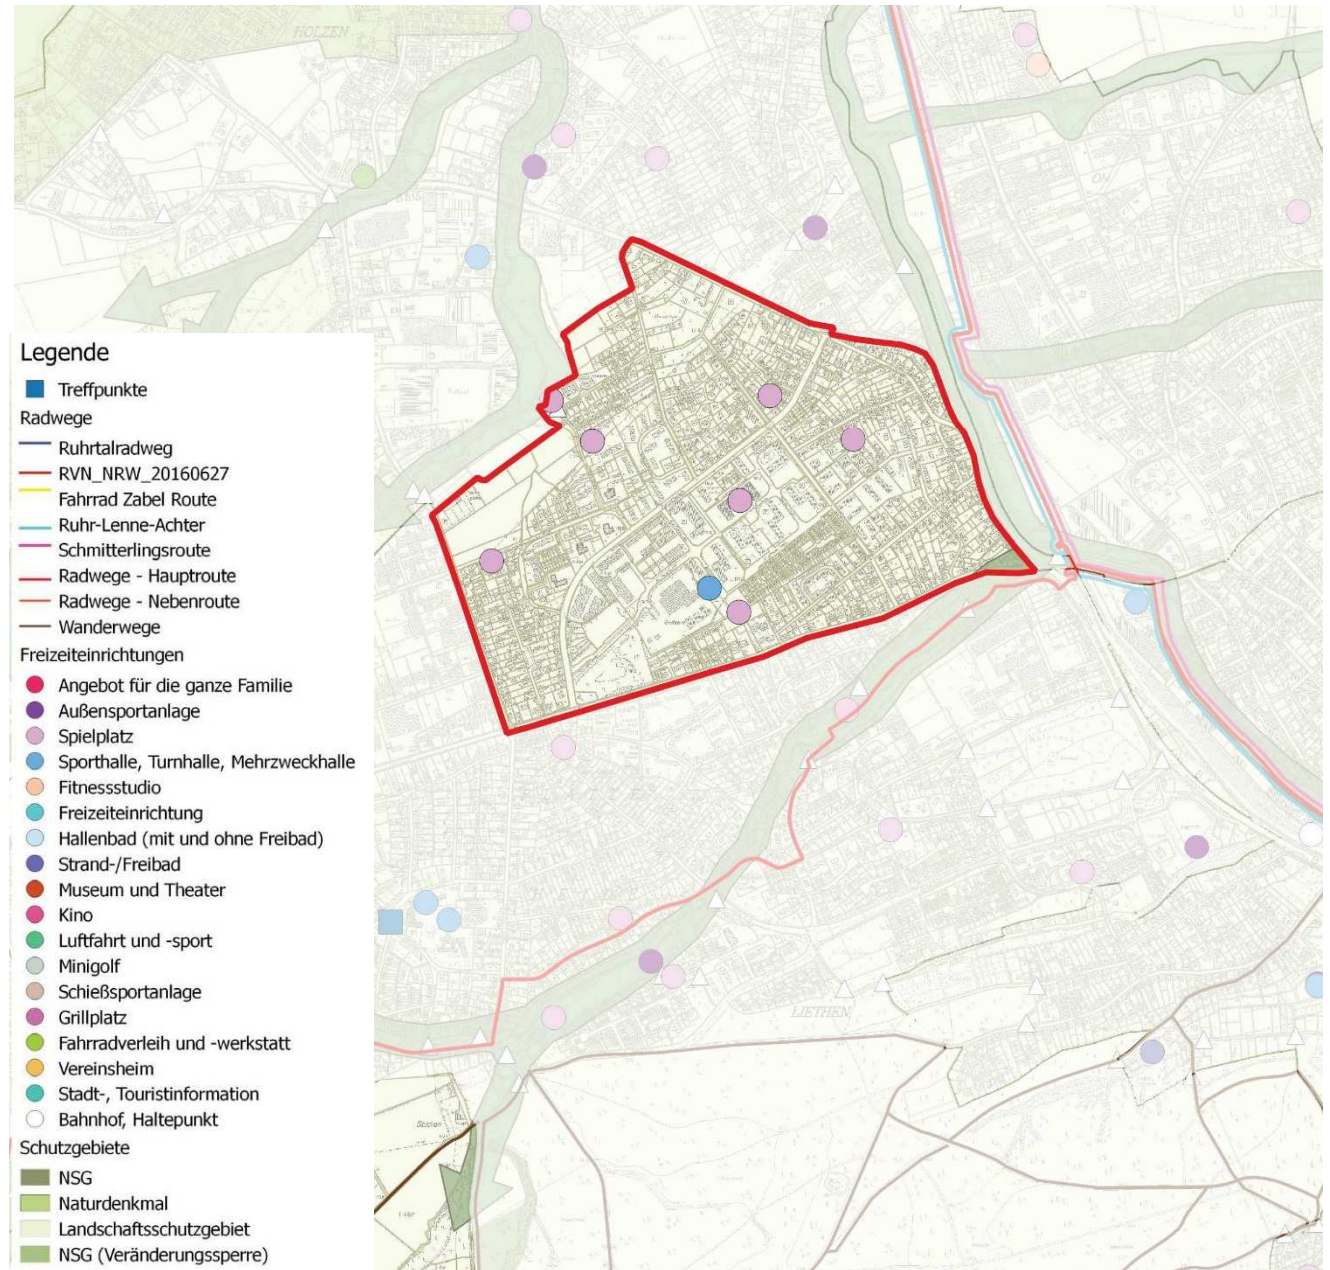 HOLZEN
Legende
Treffpunkte
Radwege
Ruhrtalradweg
RVN_NRW_20160627
Fahrrad Zabel Route
Ruhr-Lenne-Achter
Schmitterlingsroute
Radwege - Hauptroute
Radwege - Nebenroute
Wanderwege
Freizeiteinrichtungen
Angebot für die ganze Familie
Außensportanlage
Spielplatz
Sporthalle, Turnhalle, Mehrzweckhalle
Fitnessstudio
Freizeiteinrichtung
Hallenbad (mit und ohne Freibad)
Strand-/Freibad
Museum und Theater
Kino
Luftfahrt und -sport
Minigolf
Schießsportanlage
Grillplatz
Fahrradverleih und -werkstatt
Vereinsheim
Stadt-, Touristinformation
Bahnhof, Haltepunkt
Schutzgebiete
NSG
Naturdenkmal
Landschaftsschutzgebiet
NSG (Veränderungssperre)
LIETHEN